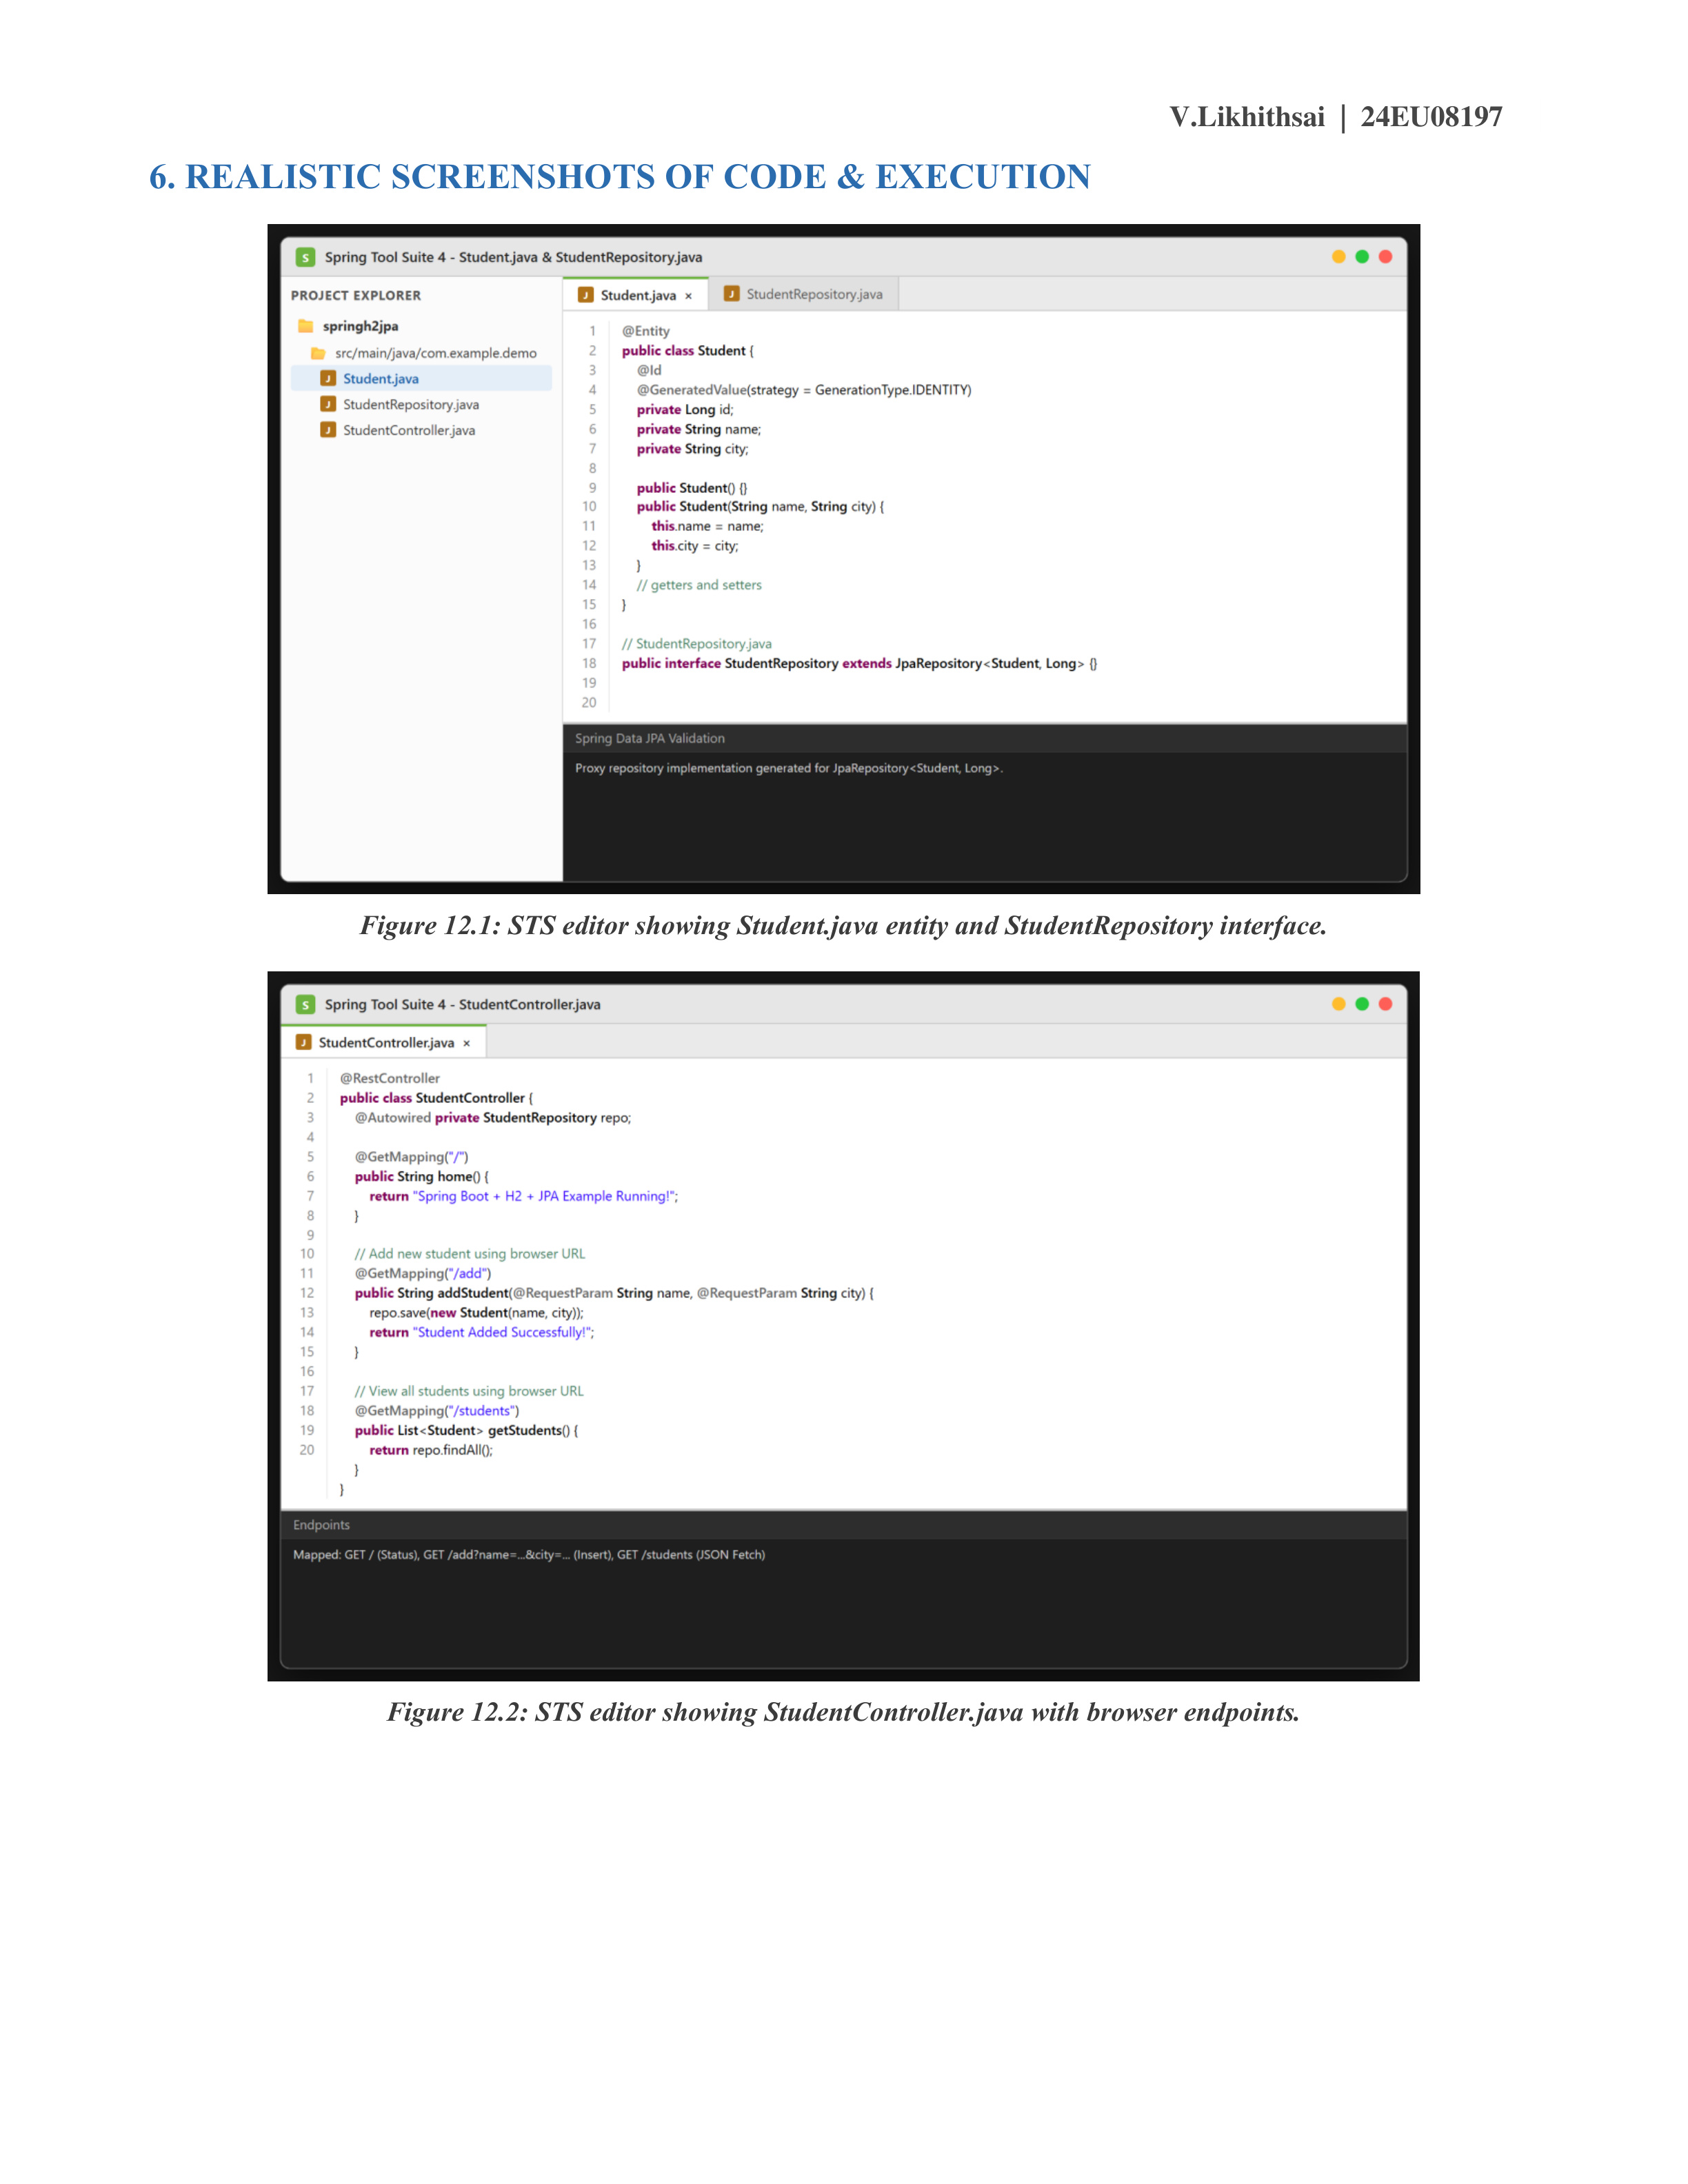 V.Likhithsai | 24EU08197
6. REALISTIC SCREENSHOTS OF CODE & EXECUTION
S Spring Tool Suite 4 - Student.java & StudentRepository.java
PROJECT EXPLORER
springh2jpa
src/main/java/com.example.demo
J Student.java
J StudentRepository.java
J StudentController.java
J Student.java × J StudentRepository.java
1 @Entity
2 public class Student {
3 @Id
4 @GeneratedValue(strategy = GenerationType.IDENTITY)
5 private Long id;
6 private String name;
7 private String city;
8
9 public Student() {}
10 public Student(String name, String city) {
11 this.name = name;
12 this.city = city;
13 }
14 // getters and setters
15 }
16
17 // StudentRepository.java
18 public interface StudentRepository extends JpaRepository<Student, Long> {}
19
20
Spring Data JPA Validation
Proxy repository implementation generated for JpaRepository<Student, Long>.
Figure 12.1: STS editor showing Student.java entity and StudentRepository interface.
S Spring Tool Suite 4 - StudentController.java
J StudentController.java ×
1 @RestController
2 public class StudentController {
3 @Autowired private StudentRepository repo;
4
5 @GetMapping("/")
6 public String home() {
7 return "Spring Boot + H2 + JPA Example Running!";
8 }
9
10 // Add new student using browser URL
11 @GetMapping("/add")
12 public String addStudent(@RequestParam String name, @RequestParam String city) {
13 repo.save(new Student(name, city));
14 return "Student Added Successfully!";
15 }
16
17 // View all students using browser URL
18 @GetMapping("/students")
19 public List<Student> getStudents() {
20 return repo.findAll();
}
}
Endpoints
Mapped: GET / (Status), GET /add?name=...&city=... (Insert), GET /students (JSON Fetch)
Figure 12.2: STS editor showing StudentController.java with browser endpoints.